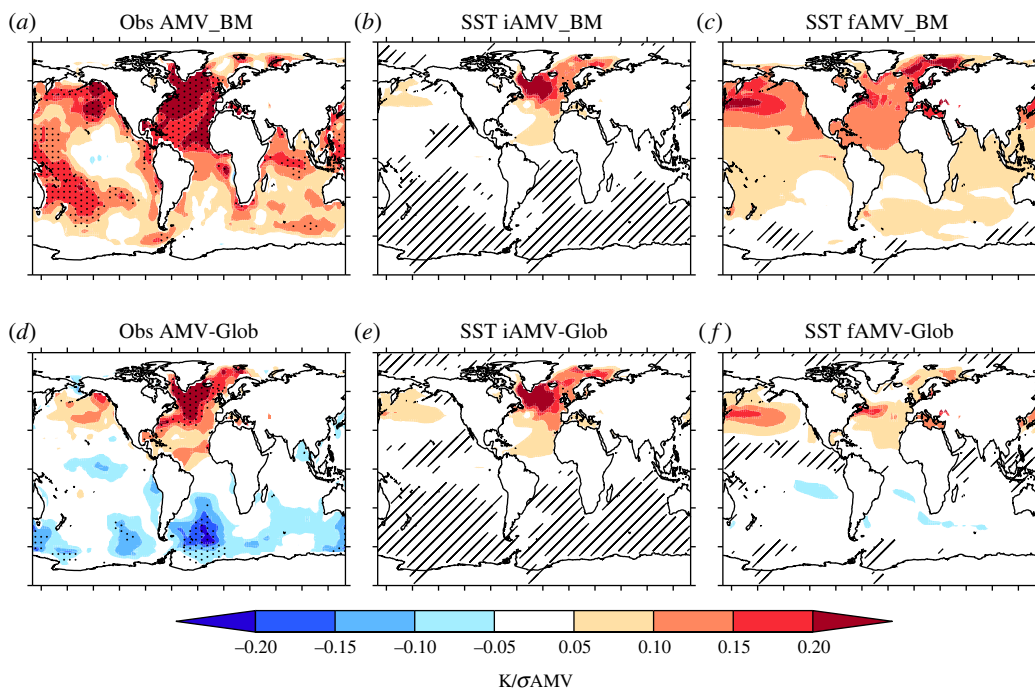 (a) Obs AMV_BM
(b) SST iAMV_BM
(c) SST fAMV_BM
(d) Obs AMV-Glob
(e) SST iAMV-Glob
(f) SST fAMV-Glob
–0.20 –0.15 –0.10 –0.05 0.05 0.10 0.15 0.20
K/σAMV